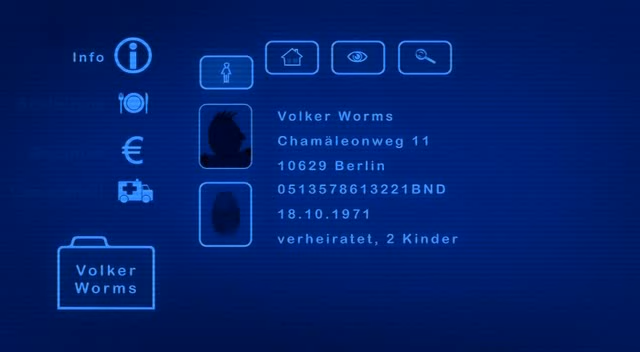 Info
€
Volker Worms
Chamäleonweg 11
10629 Berlin
0513578613221BND
18.10.1971
verheiratet, 2 Kinder
Volker
Worms